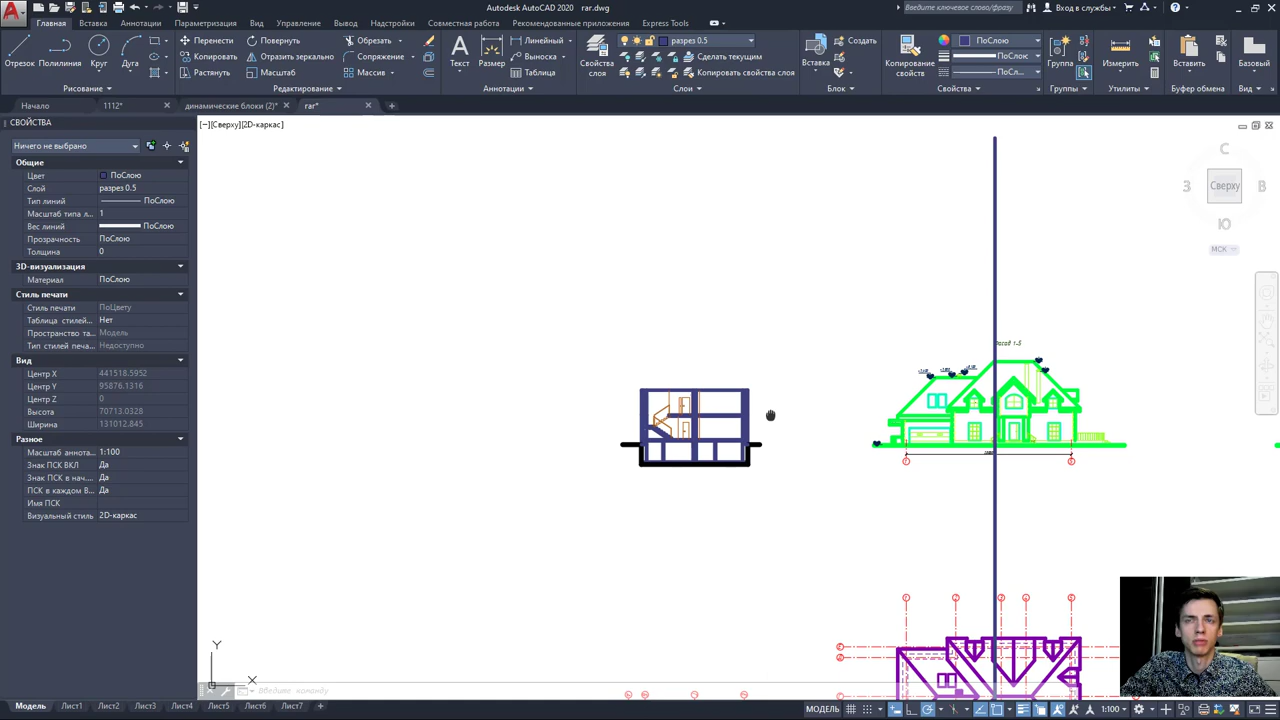 Autodesk AutoCAD 2020 rar.dwg
Введите ключевое слово/фразу
Вход в службы
Главная Вставка Аннотации Параметризация Вид Управление Вывод Надстройки Совместная работа Рекомендованные приложения Express Tools
Отрезок Полилиния Круг Дуга
Перенести Повернуть Обрезать
Копировать Отразить зеркально Сопряжение
Растянуть Масштаб Массив
Текст Размер
Линейный
Выноска
Таблица
Свойства слоя
разрез 0.5
Сделать текущим
Копировать свойства слоя
Вставка
Создать
Копирование свойств
ПоСлою
ПоСлою
ПоСл...
Группа
Измерить
Вставить
Базовый
Рисование Редактирование Аннотации Слои Блок Свойства Группы Утилиты Буфер обмена Вид
Начало 1112* динамические блоки (2)* rar*
СВОЙСТВА
[−][Сверху][2D-каркас]
Ничего не выбрано
Общие
Цвет ПоСлою
Слой разрез 0.5
Тип линий ПоСлою
Масштаб типа л... 1
Вес линий ПоСлою
Прозрачность ПоСлою
Толщина 0
3D-визуализация
Материал ПоСлою
Стиль печати
Стиль печати ПоЦвету
Таблица стилей... Нет
Пространство та... Модель
Тип стилей печа... Недоступно
Вид
Центр X 441518.5952
Центр Y 95876.1316
Центр Z 0
Высота 70713.0328
Ширина 131012.845
Разное
Масштаб аннота... 1:100
Знак ПСК ВКЛ Да
Знак ПСК в нач.... Да
ПСК в каждом В... Да
Имя ПСК
Визуальный стиль 2D-каркас
С
З Сверху В
Ю
МСК
Y
X
Введите команду
Модель Лист1 Лист2 Лист3 Лист4 Лист5 Лист6 Лист7 +
МОДЕЛЬ
1:100